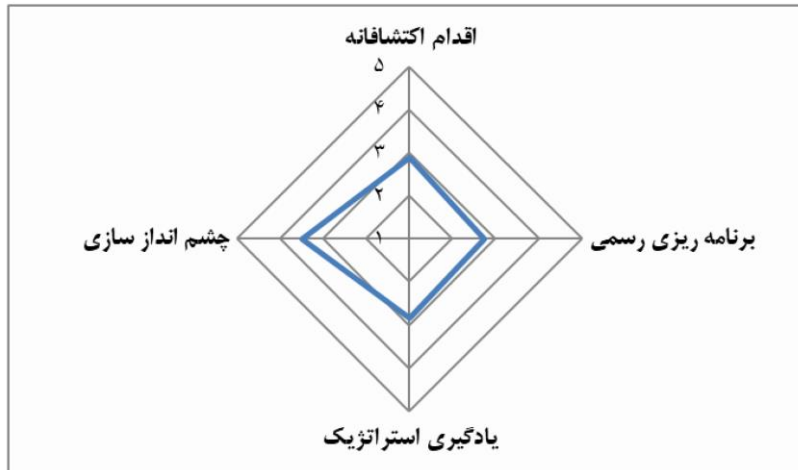 اقدام اکتشافانه
۵
۴
۳
۲
۱
برنامه ریزی رسمی
چشم انداز سازی
یادگیری استراتژیک